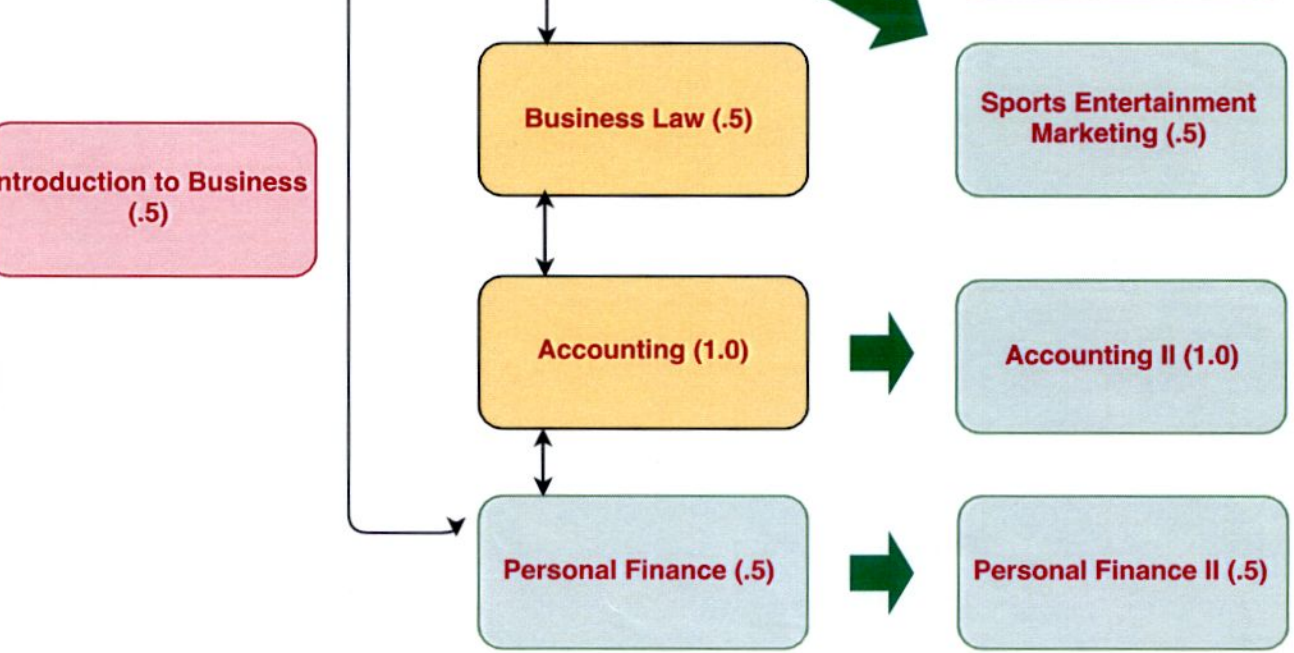 Business Law (.5)
Sports Entertainment
Marketing (.5)
ntroduction to Business
(.5)
Accounting (1.0)
Accounting II (1.0)
Personal Finance (.5)
Personal Finance II (.5)